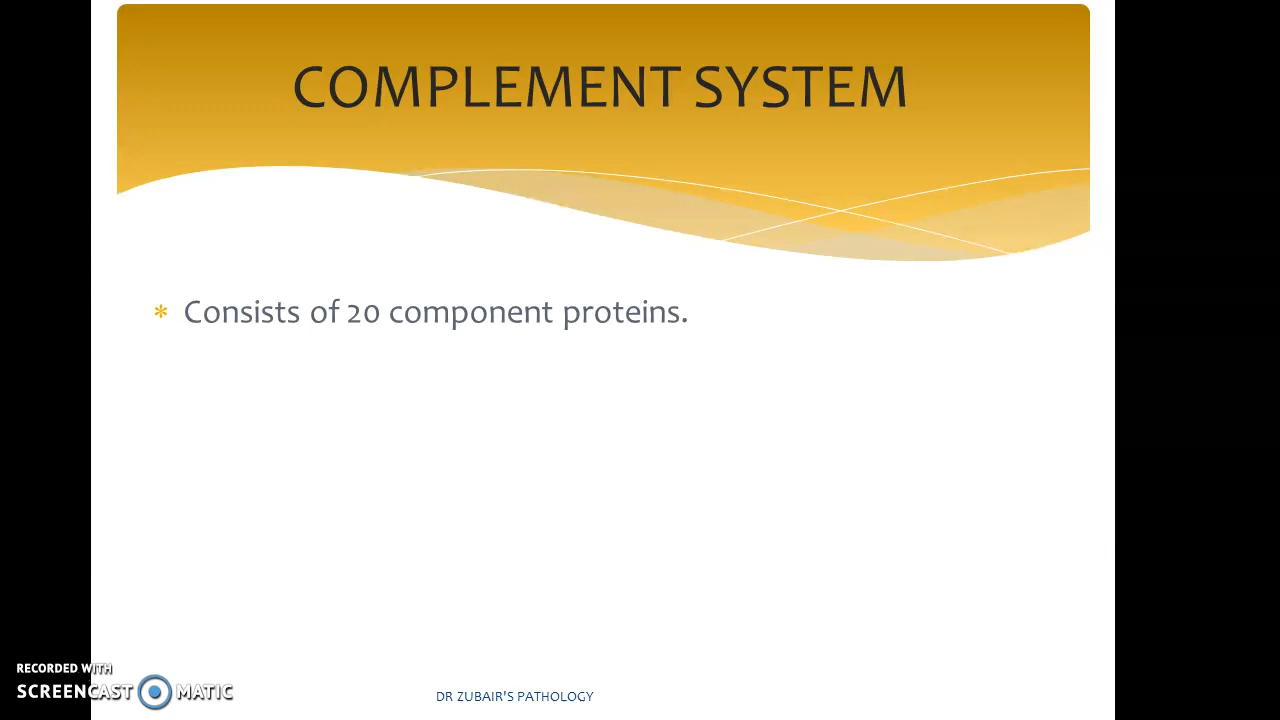 COMPLEMENT SYSTEM
* Consists of 20 component proteins.
RECORDED WITH
SCREENCAST MATIC
DR ZUBAIR'S PATHOLOGY